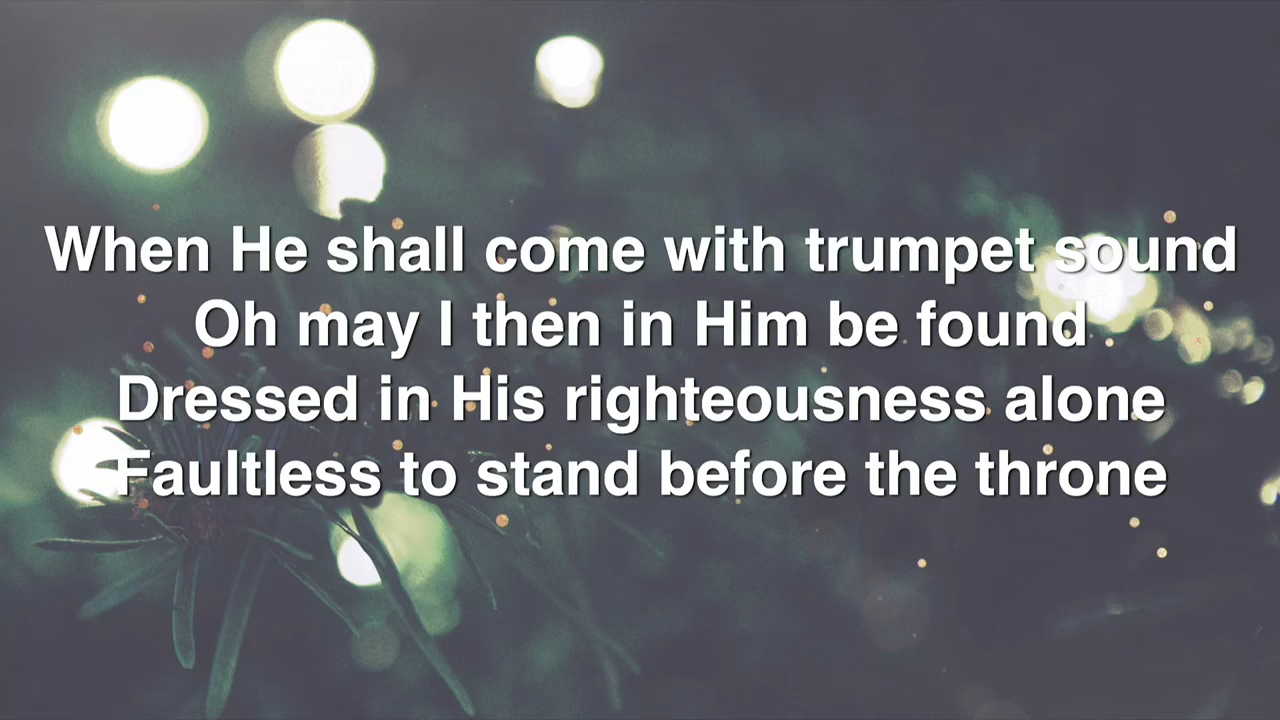 When He shall come with trumpet sound
Oh may I then in Him be found
Dressed in His righteousness alone
Faultless to stand before the throne